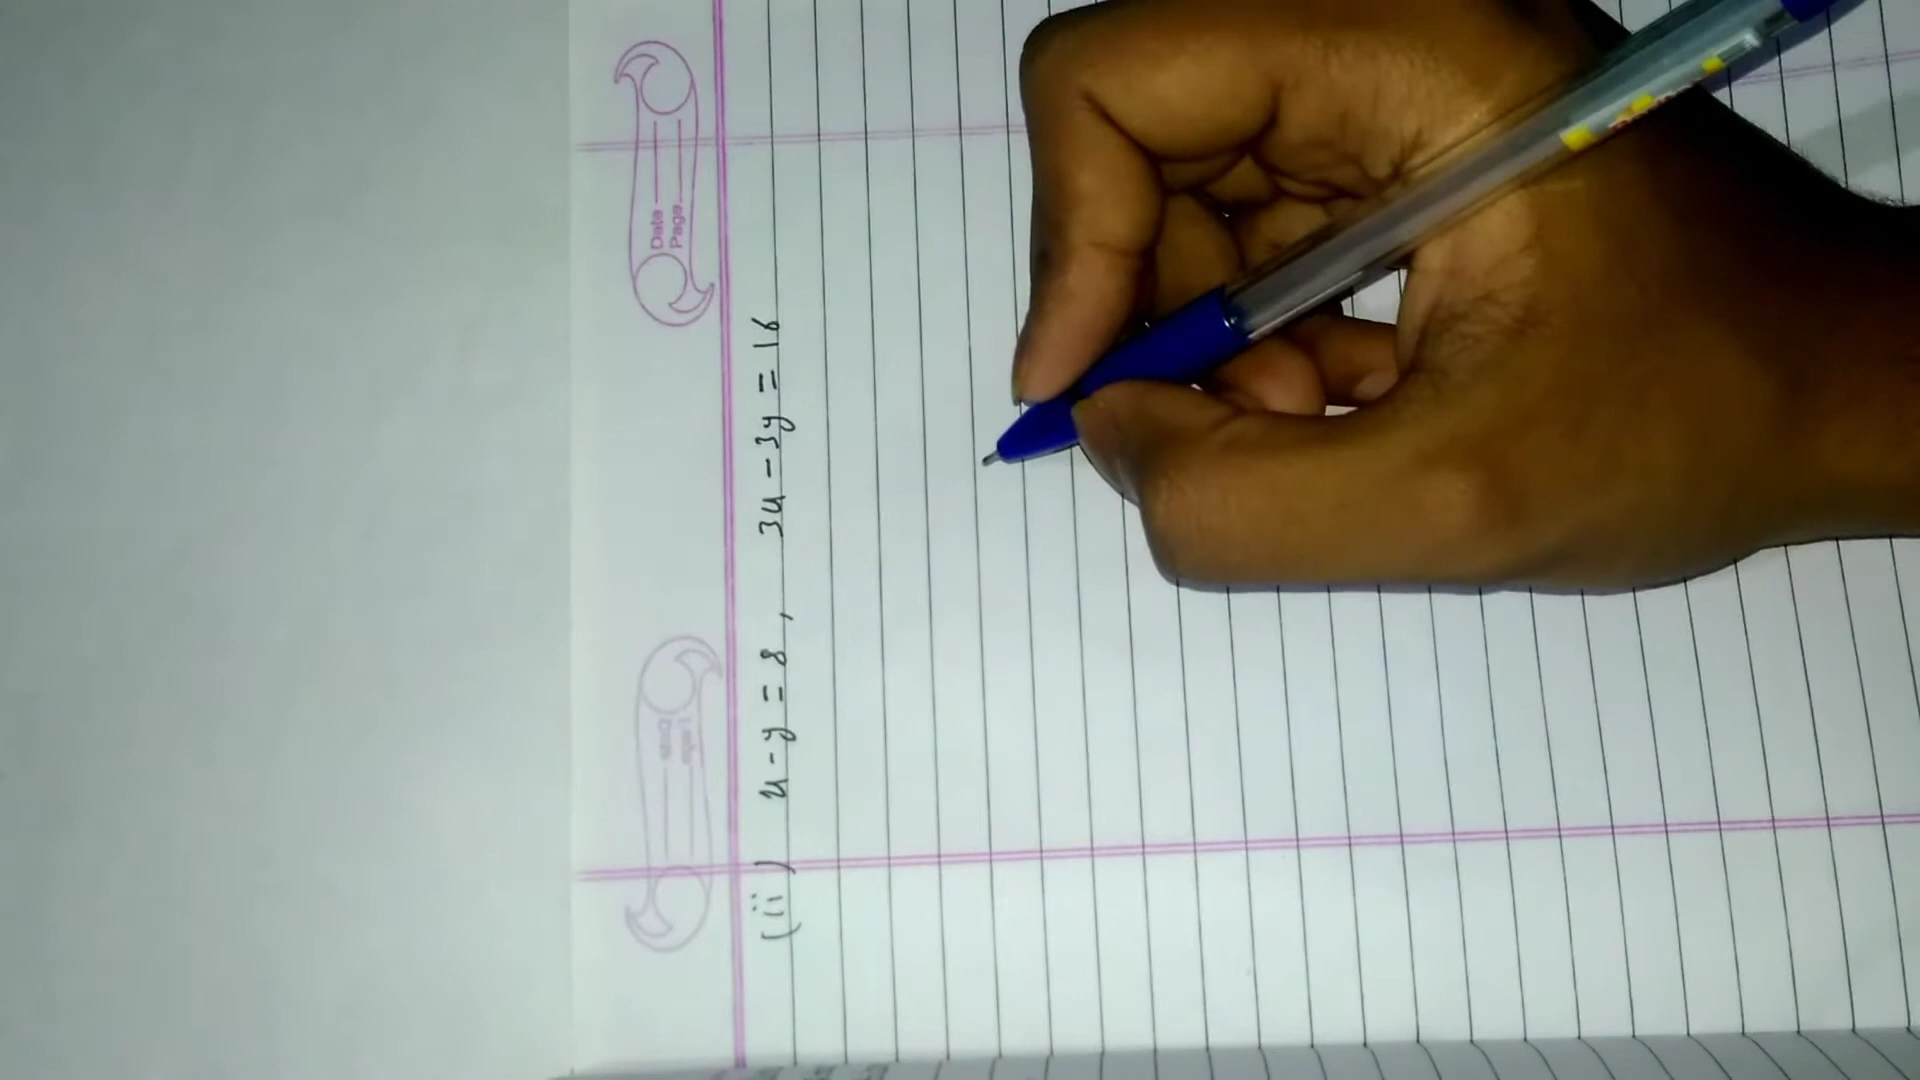 Date
Page
(ii) x - y = 8, 3x - 3y = 16